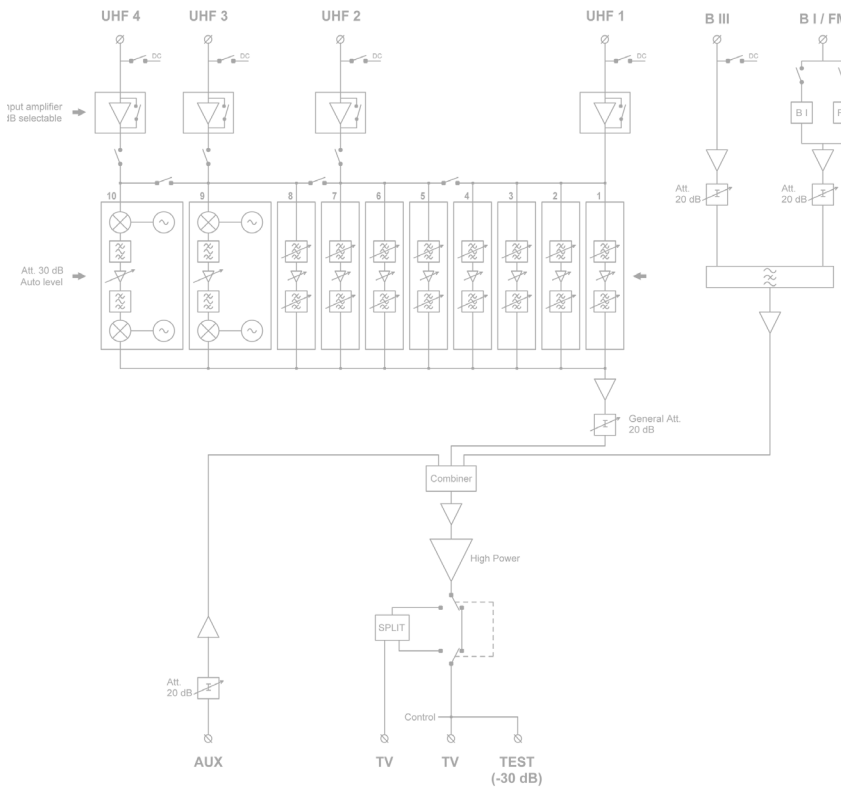 UHF 4 UHF 3 UHF 2 UHF 1 B III B I / FM
DC DC DC DC DC
nput amplifier
dB selectable
B I
F
Att.
20 dB
Att.
20 dB
10 9 8 7 6 5 4 3 2 1
Att. 30 dB
Auto level
General Att.
20 dB
Combiner
High Power
SPLIT
Att.
20 dB
Control
AUX TV TV TEST
(-30 dB)